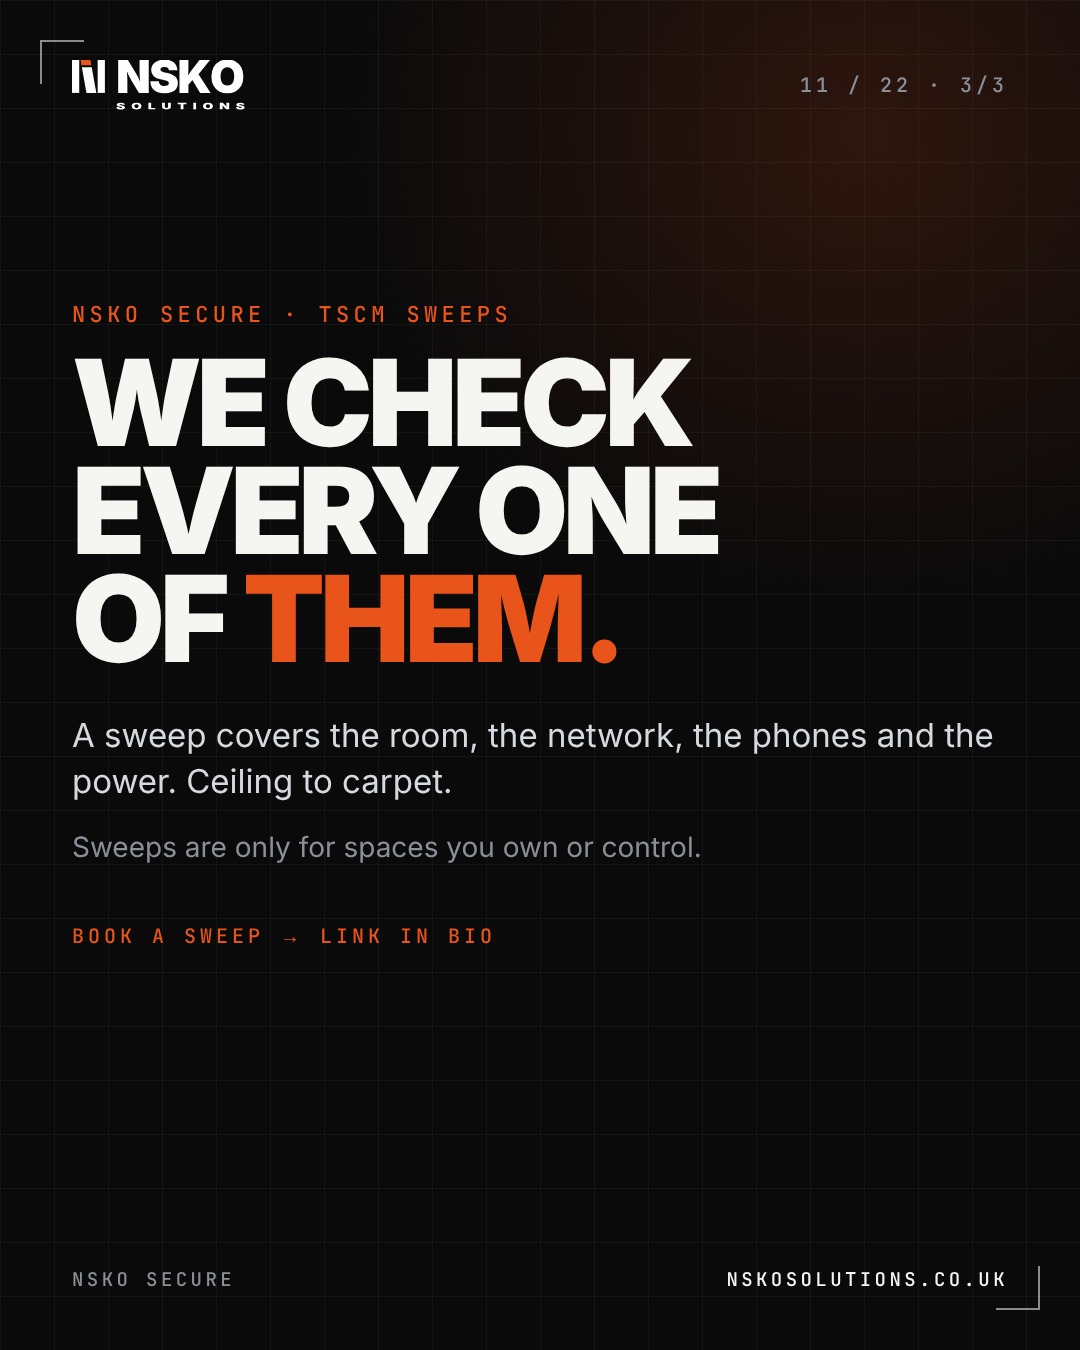 NSKO
SOLUTIONS
11 / 22 · 3/3
NSKO SECURE · TSCM SWEEPS
WE CHECK
EVERY ONE
OF THEM.
A sweep covers the room, the network, the phones and the
power. Ceiling to carpet.
Sweeps are only for spaces you own or control.
BOOK A SWEEP → LINK IN BIO
NSKO SECURE
NSKOSOLUTIONS.CO.UK